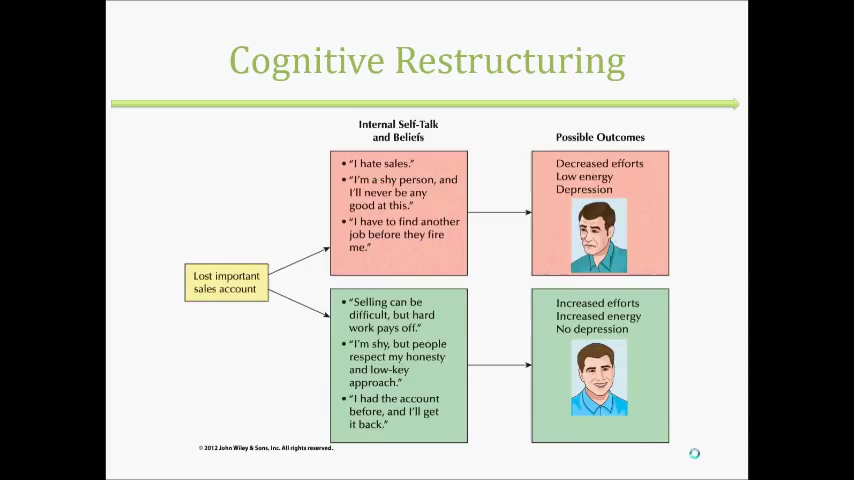 Cognitive Restructuring
Internal Self-Talk
and Beliefs
Possible Outcomes
Lost important
sales account
• "I hate sales."
• "I'm a shy person, and
I'll never be any
good at this."
• "I have to find another
job before they fire
me."
Decreased efforts
Low energy
Depression
• "Selling can be
difficult, but hard
work pays off."
• "I'm shy, but people
respect my honesty
and low-key
approach."
• "I had the account
before, and I'll get
it back."
Increased efforts
Increased energy
No depression
© 2012 John Wiley & Sons, Inc. All rights reserved.